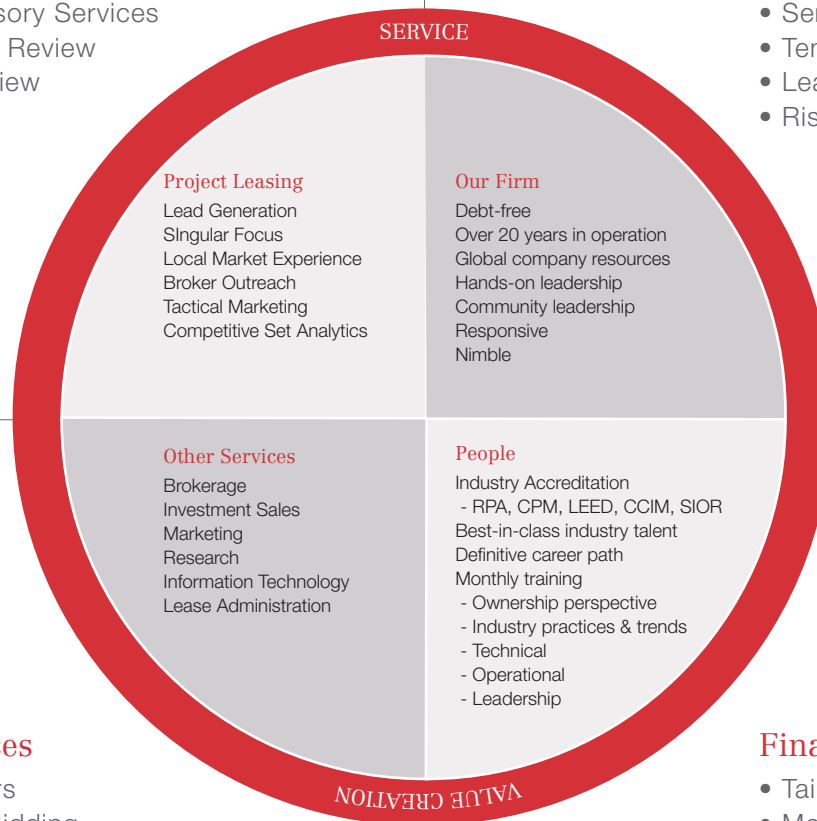 sory Services
Review
iew
• Ser
• Ter
• Lea
• Ris
SERVICE
Project Leasing
Lead Generation
SIngular Focus
Local Market Experience
Broker Outreach
Tactical Marketing
Competitive Set Analytics
Our Firm
Debt-free
Over 20 years in operation
Global company resources
Hands-on leadership
Community leadership
Responsive
Nimble
Other Services
Brokerage
Investment Sales
Marketing
Research
Information Technology
Lease Administration
People
Industry Accreditation
- RPA, CPM, LEED, CCIM, SIOR
Best-in-class industry talent
Definitive career path
Monthly training
- Ownership perspective
- Industry practices & trends
- Technical
- Operational
- Leadership
VALUE CREATION
es
rs
Fina
• Tai